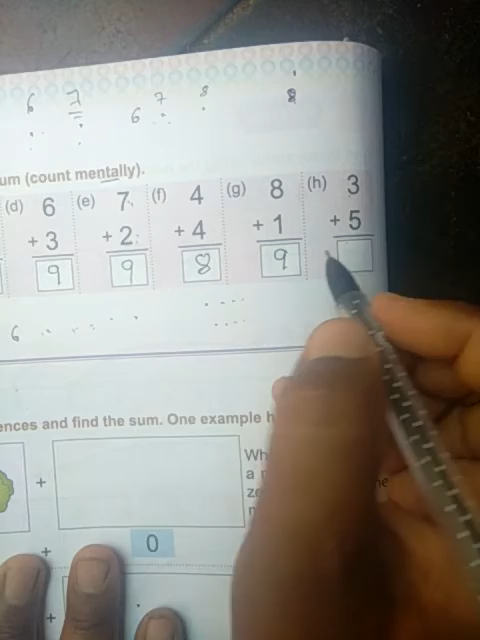 6 7 6 7 8 8
um (count mentally).
(d) 6 (e) 7 (f) 4 (g) 8 (h) 3
+ 3 + 2 + 4 + 1 + 5
9 9 8 9
6
ences and find the sum. One example h
+ Wh
a
0
+
+